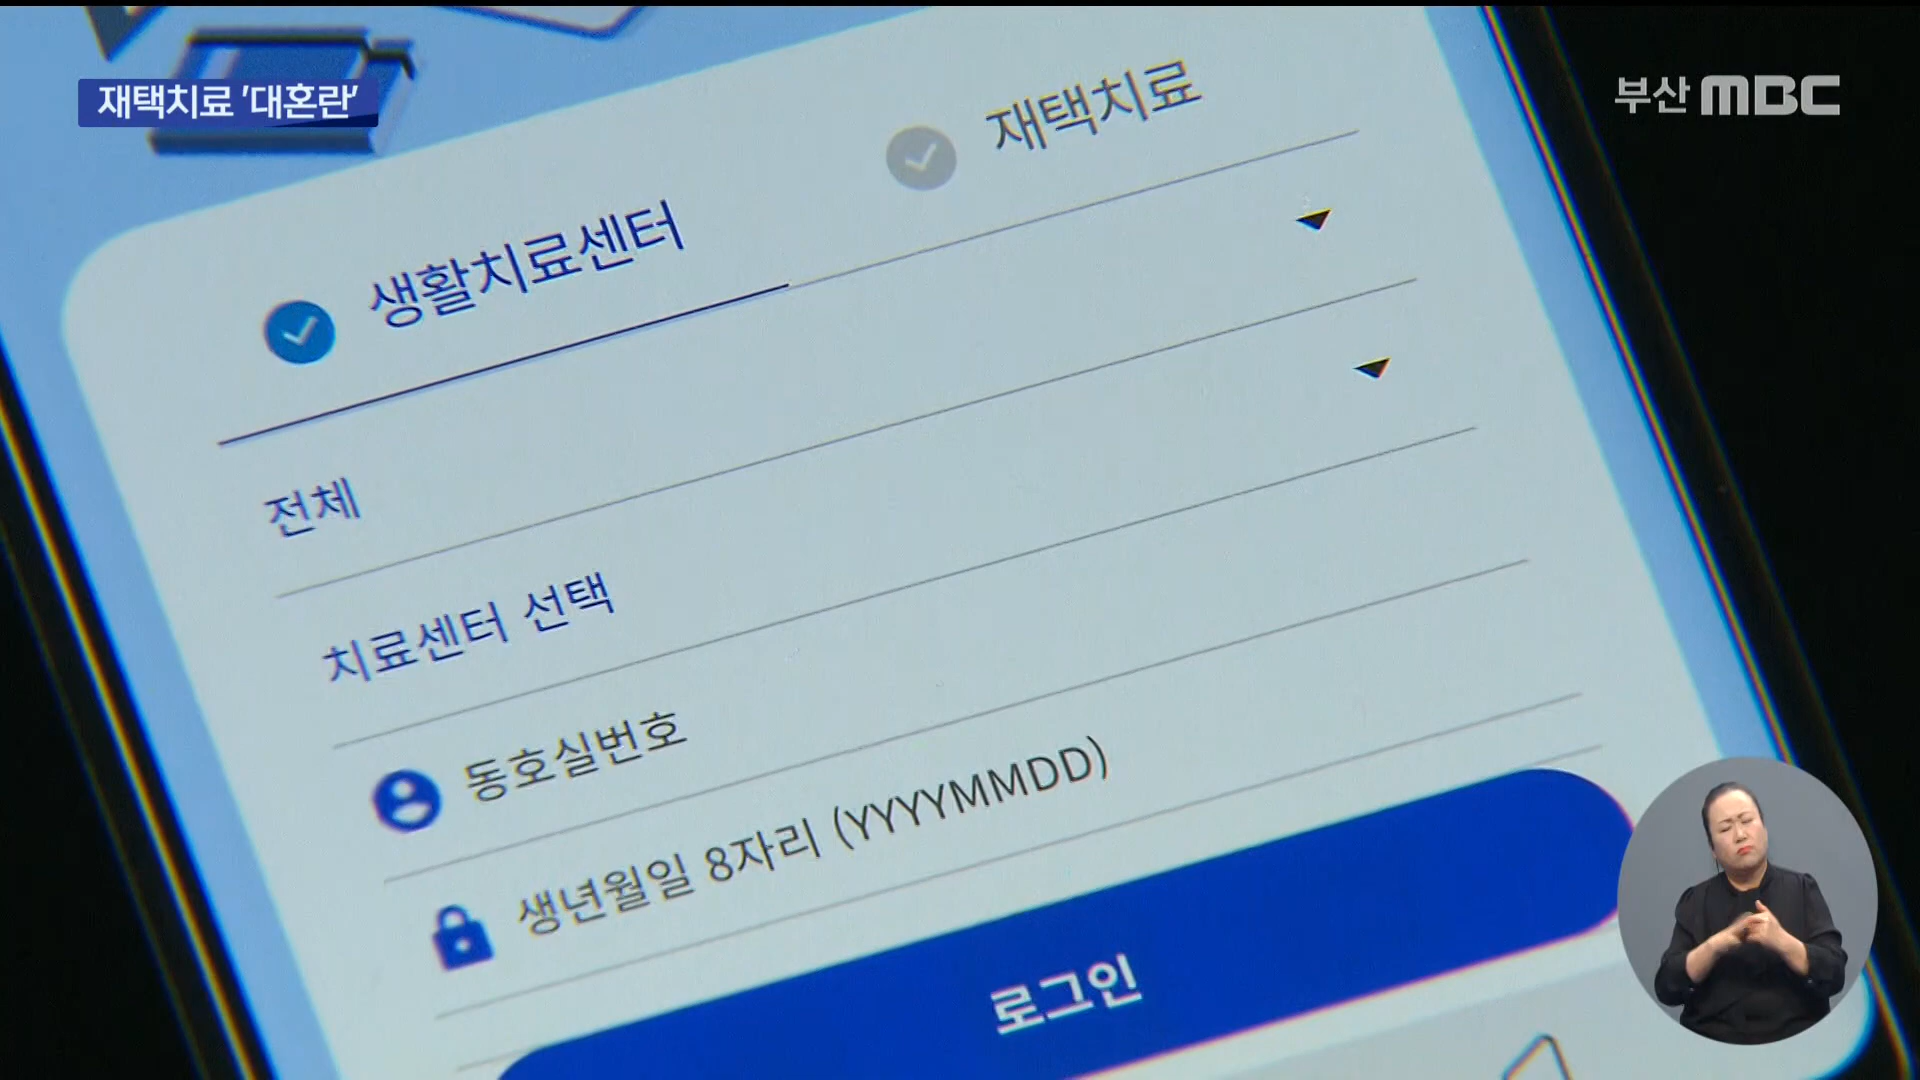 재택치료 '대혼란'
부산 MBC
생활치료센터
재택치료
전체
치료센터 선택
동호실번호
생년월일 8자리 (YYYYMMDD)
로그인